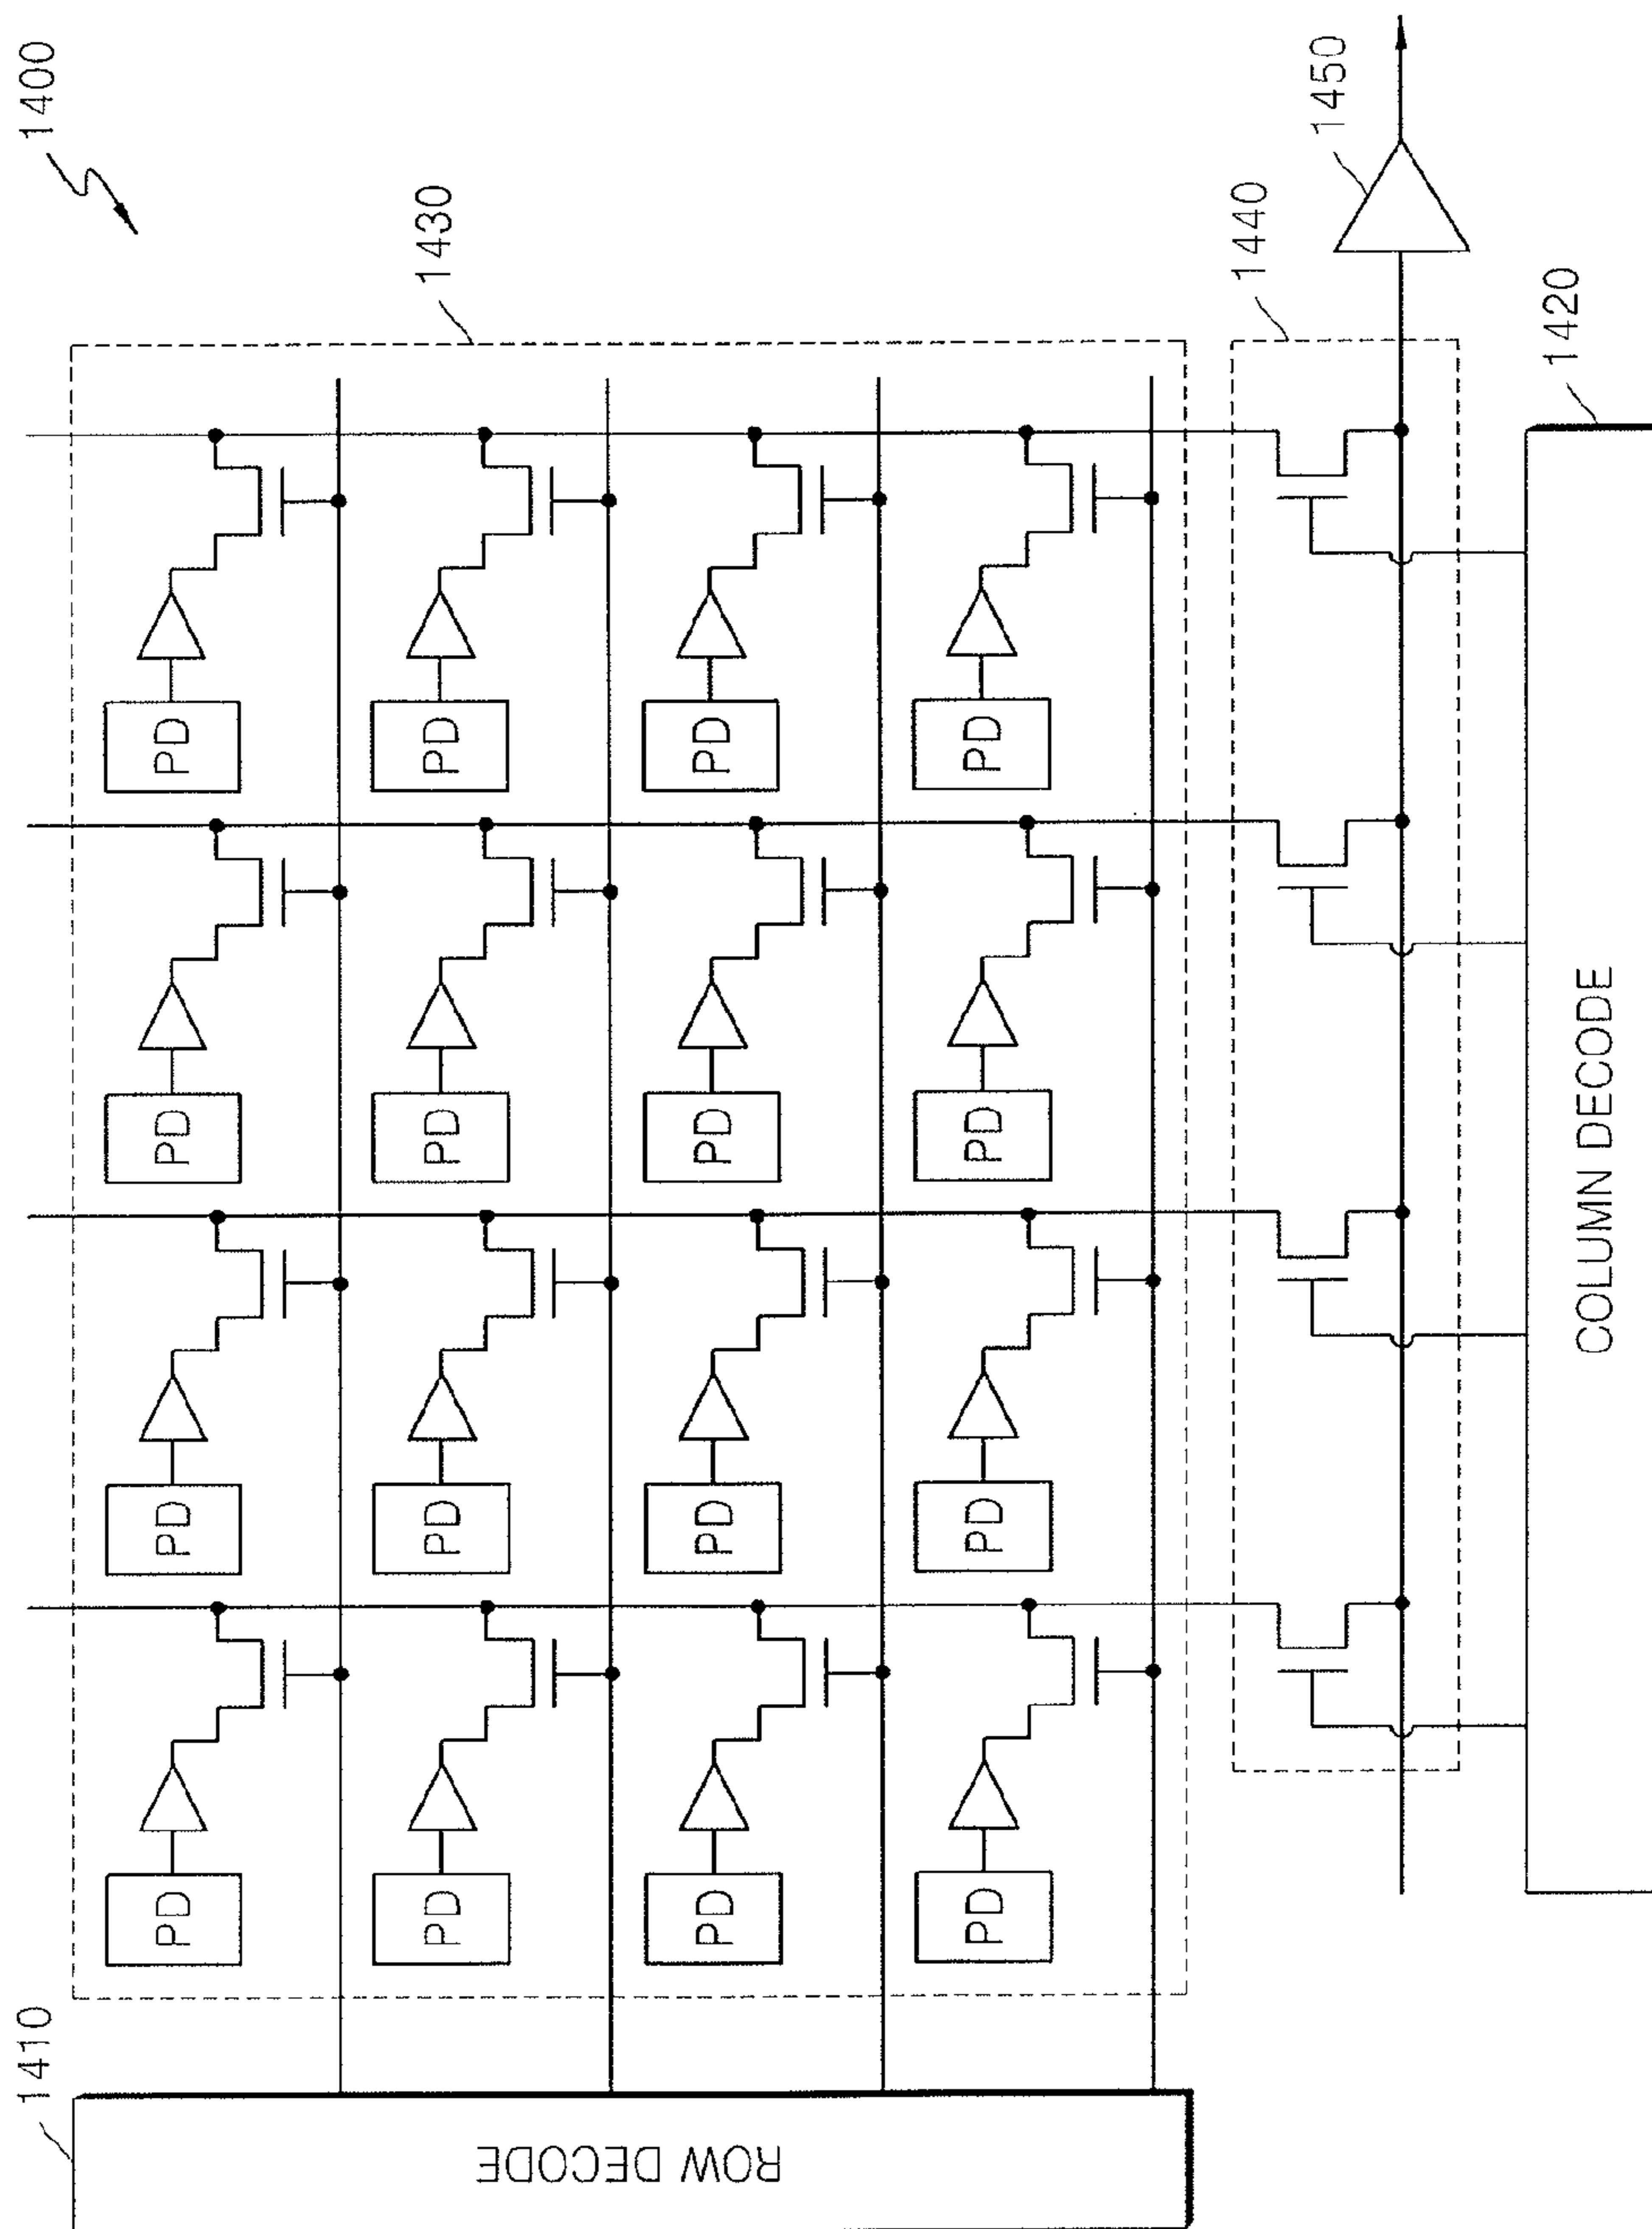 1400
1410
ROW DECODE
1430
PD PD PD PD
PD PD PD PD
PD PD PD PD
PD PD PD PD
1440
1450
1420
COLUMN DECODE